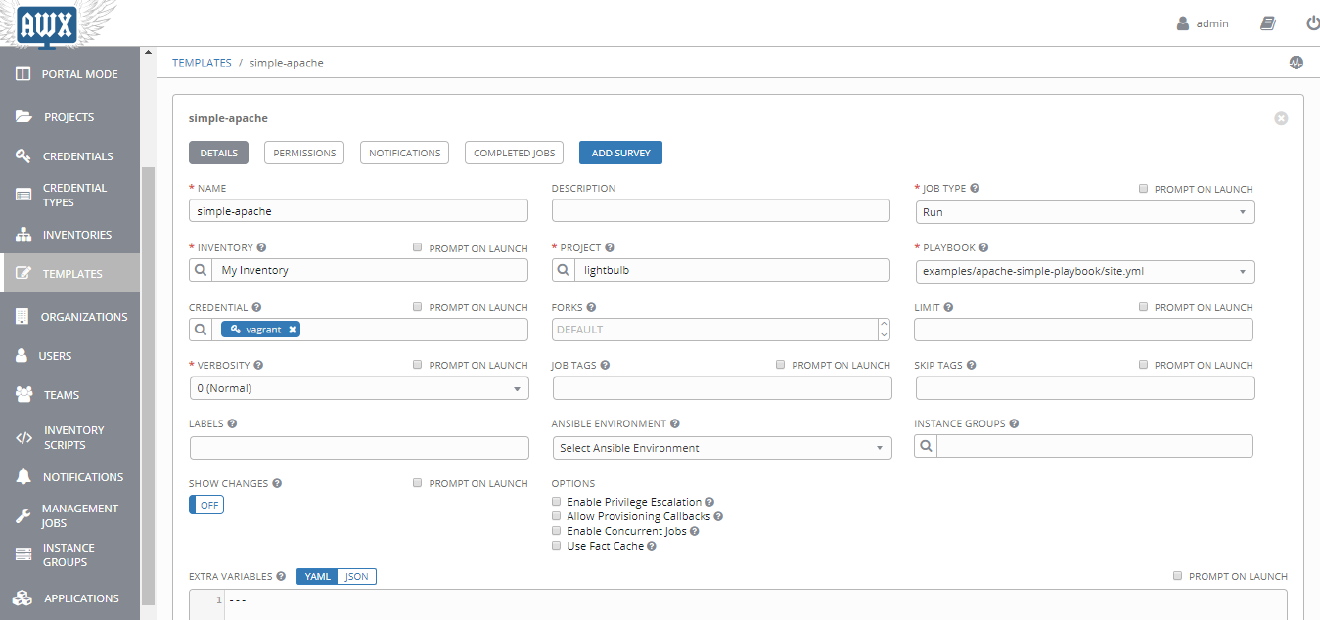 AWX
admin
PORTAL MODE
PROJECTS
CREDENTIALS
CREDENTIAL
TYPES
INVENTORIES
TEMPLATES
ORGANIZATIONS
USERS
TEAMS
INVENTORY
SCRIPTS
NOTIFICATIONS
MANAGEMENT
JOBS
INSTANCE
GROUPS
APPLICATIONS
TEMPLATES / simple-apache
simple-apache
DETAILS PERMISSIONS NOTIFICATIONS COMPLETED JOBS ADD SURVEY
* NAME DESCRIPTION * JOB TYPE ? PROMPT ON LAUNCH
simple-apache Run
* INVENTORY ? PROMPT ON LAUNCH * PROJECT ? * PLAYBOOK ?
My Inventory lightbulb examples/apache-simple-playbook/site.yml
CREDENTIAL ? PROMPT ON LAUNCH FORKS ? LIMIT ? PROMPT ON LAUNCH
vagrant DEFAULT
* VERBOSITY ? PROMPT ON LAUNCH JOB TAGS ? PROMPT ON LAUNCH SKIP TAGS ? PROMPT ON LAUNCH
0 (Normal)
LABELS ? ANSIBLE ENVIRONMENT ? INSTANCE GROUPS ?
Select Ansible Environment
SHOW CHANGES ? PROMPT ON LAUNCH OPTIONS
OFF Enable Privilege Escalation ?
Allow Provisioning Callbacks ?
Enable Concurrent Jobs ?
Use Fact Cache ?
EXTRA VARIABLES ? YAML JSON PROMPT ON LAUNCH
1 ---